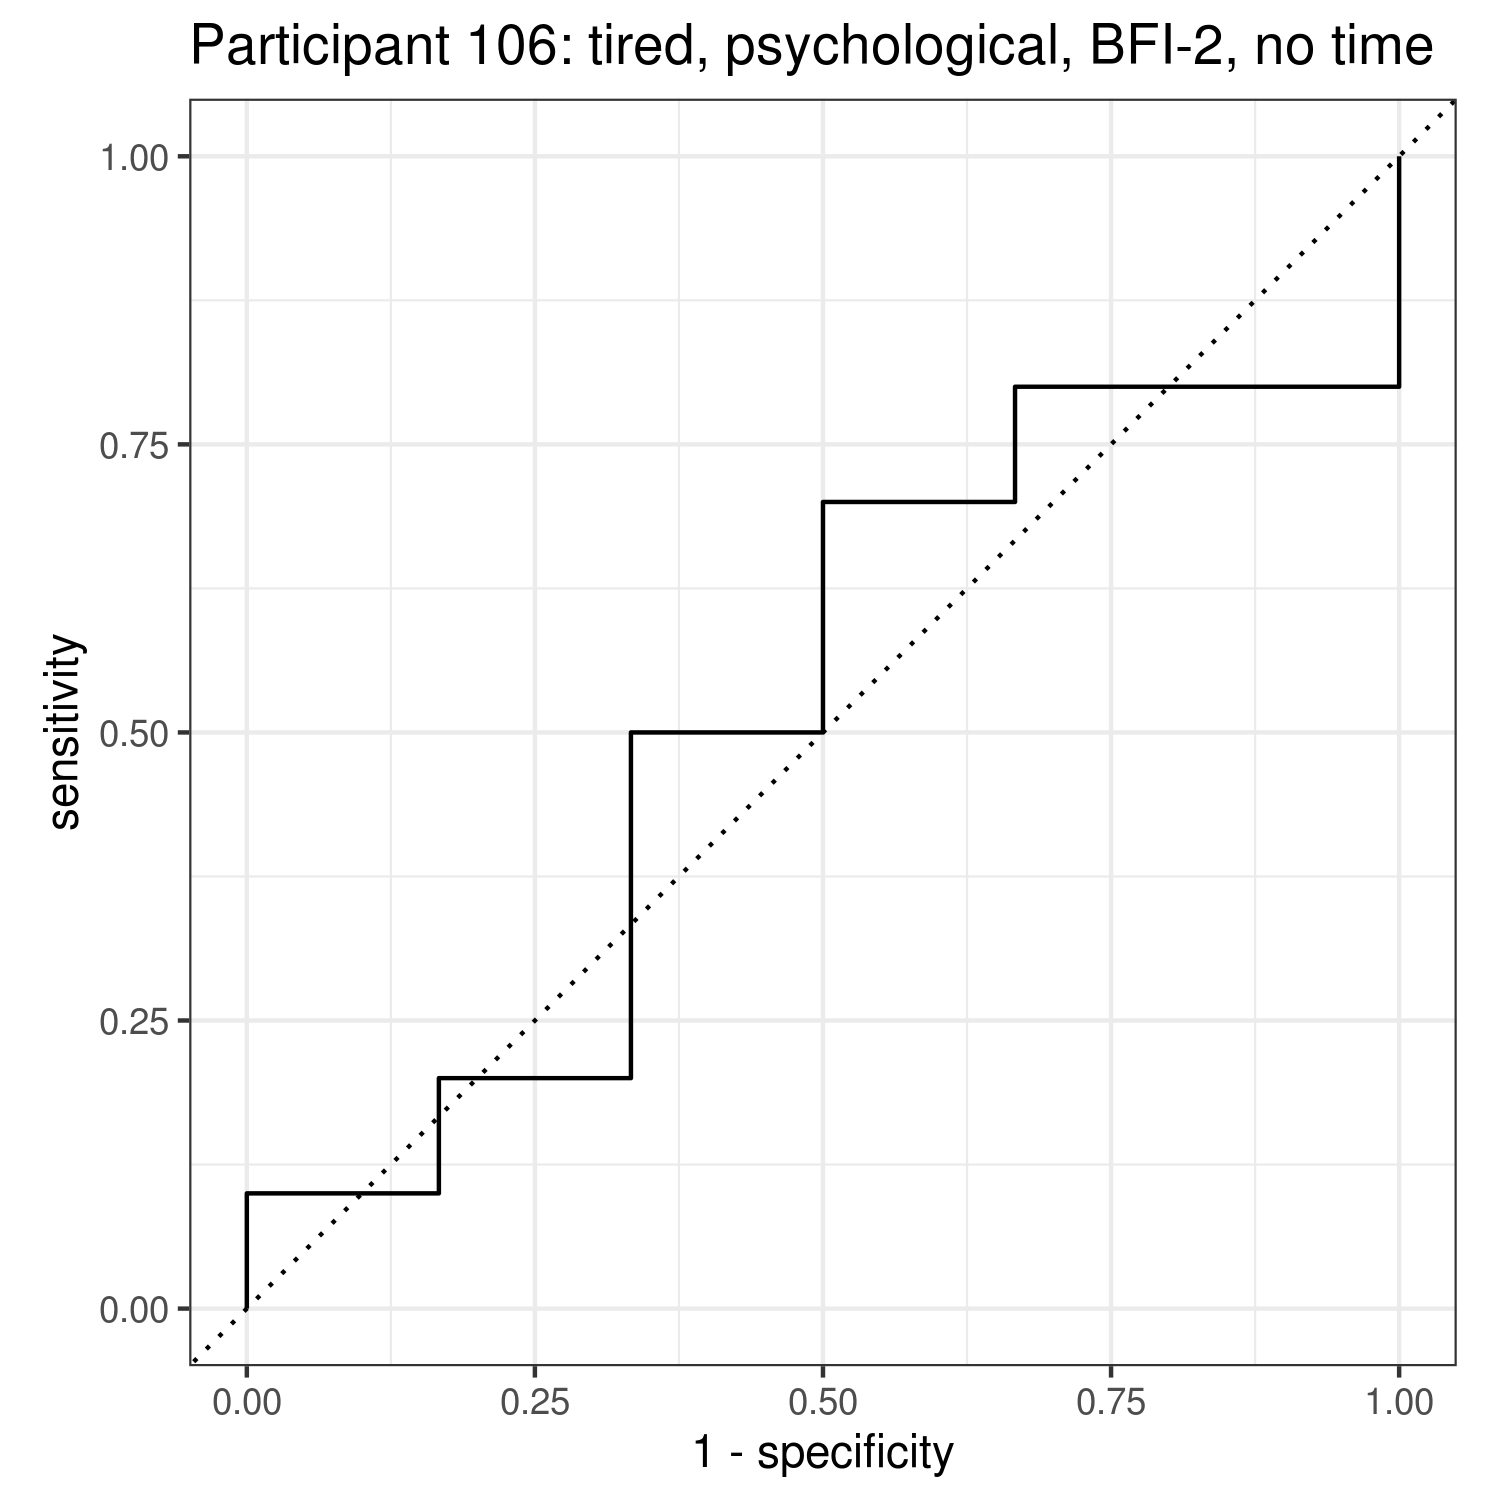 Participant 106: tired, psychological, BFI-2, no time
1.00
0.75
0.50
0.25
0.00
sensitivity
0.00 0.25 0.50 0.75 1.00
1 - specificity